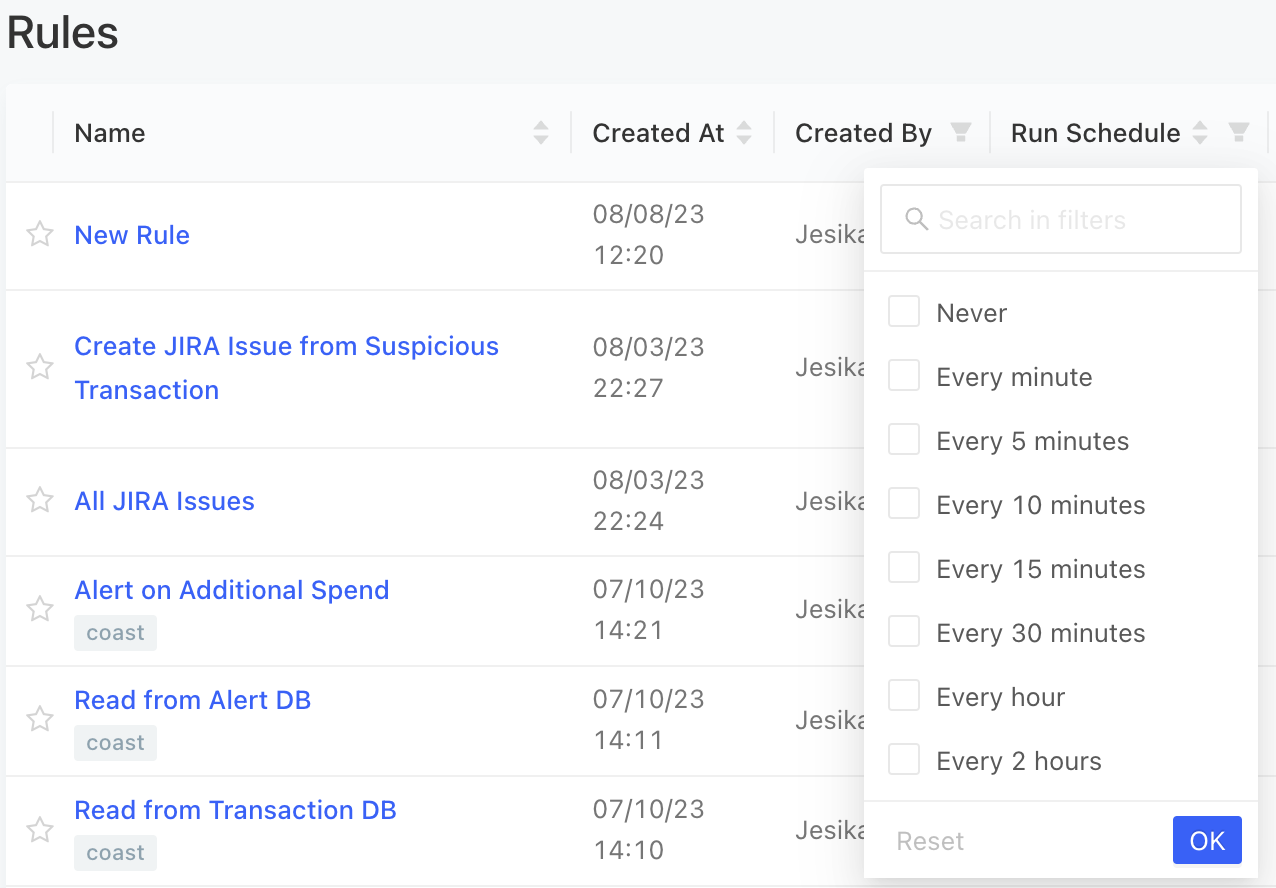 Rules
Name
Created At
Created By
Run Schedule
New Rule
08/08/23
12:20
Jesika
Create JIRA Issue from Suspicious
Transaction
08/03/23
22:27
Jesika
All JIRA Issues
08/03/23
22:24
Jesika
Alert on Additional Spend
coast
07/10/23
14:21
Jesika
Read from Alert DB
coast
07/10/23
14:11
Jesika
Read from Transaction DB
coast
07/10/23
14:10
Jesika
Search in filters
Never
Every minute
Every 5 minutes
Every 10 minutes
Every 15 minutes
Every 30 minutes
Every hour
Every 2 hours
Reset
OK